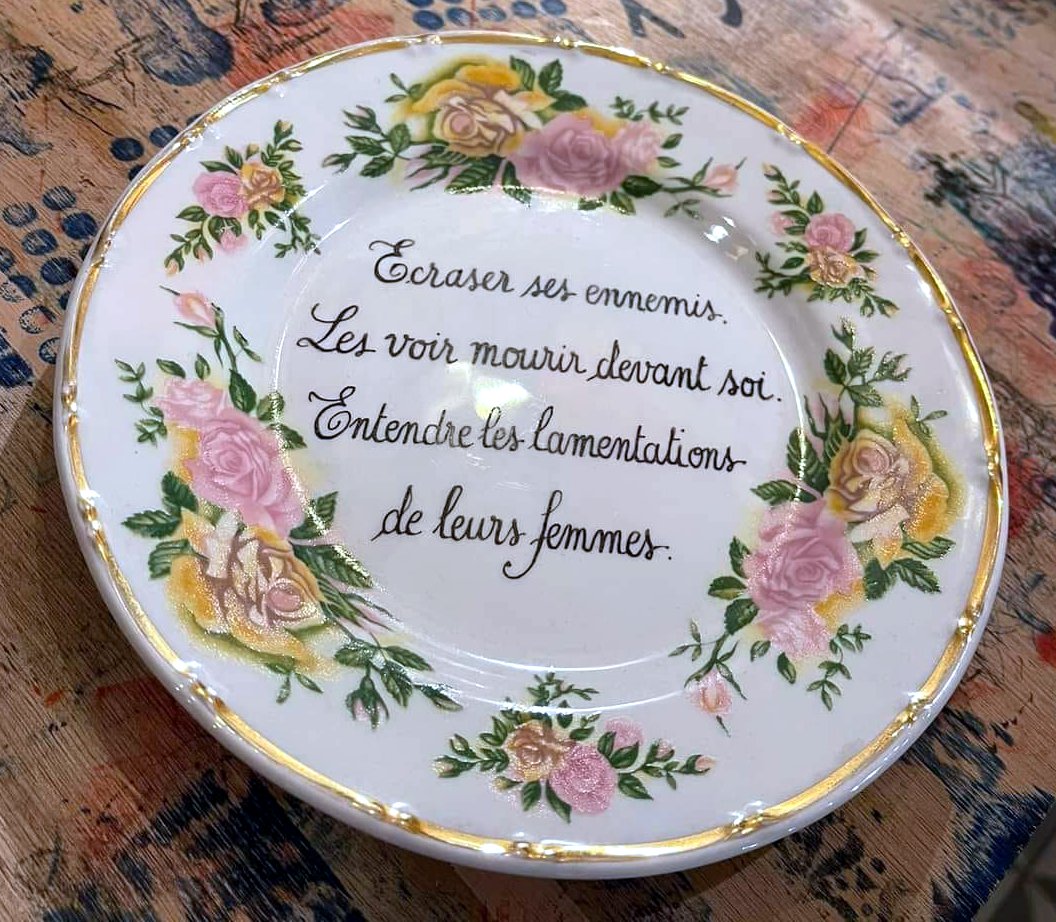 Ecraser ses ennemis.
Les voir mourir devant soi.
Entendre les lamentations
de leurs femmes.